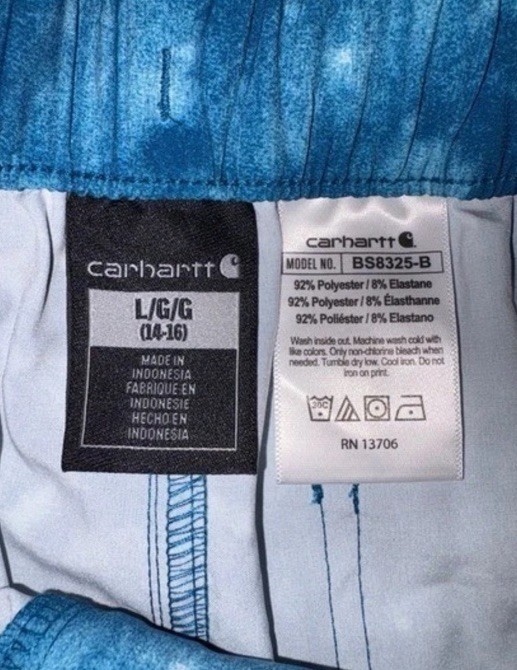 carhartt
L/G/G
(14-16)
MADE IN
INDONESIA
FABRIQUE EN
INDONESIE
HECHO EN
INDONESIA
carhartt
MODEL NO. BS8325-B
92% Polyester / 8% Elastane
92% Polyester / 8% Élasthanne
92% Poliéster / 8% Elastano
Wash inside out. Machine wash cold with
like colors. Only non-chlorine bleach when
needed. Tumble dry low. Cool iron. Do not
iron on print.
30C
RN 13706